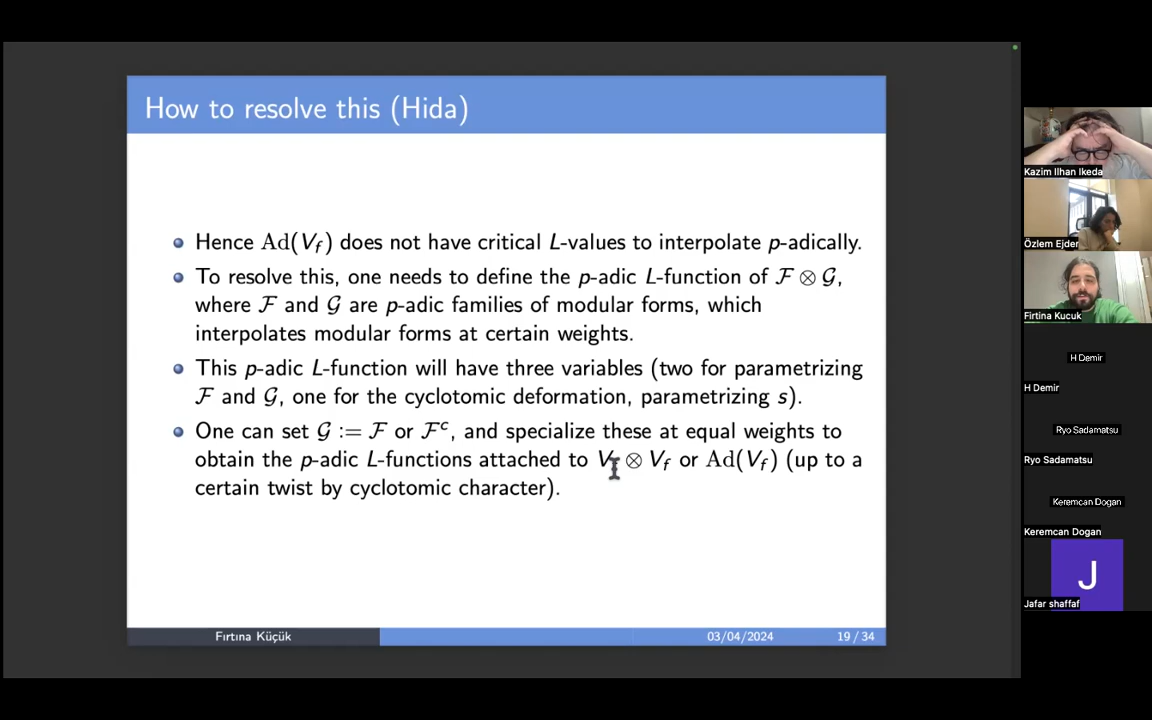 How to resolve this (Hida)
Hence Ad(V_f) does not have critical L-values to interpolate p-adically.
To resolve this, one needs to define the p-adic L-function of ℱ ⊗ 𝒢,
where ℱ and 𝒢 are p-adic families of modular forms, which
interpolates modular forms at certain weights.
This p-adic L-function will have three variables (two for parametrizing
ℱ and 𝒢, one for the cyclotomic deformation, parametrizing s).
One can set 𝒢 := ℱ or ℱ^c, and specialize these at equal weights to
obtain the p-adic L-functions attached to V ⊗ V_f or Ad(V_f) (up to a
certain twist by cyclotomic character).
Fırtına Küçük
03/04/2024
19 / 34
Kazim Ilhan Ikeda
Özlem Ejder
Firtina Kucuk
H Demir
H Demir
Ryo Sadamatsu
Ryo Sadamatsu
Keremcan Dogan
Keremcan Dogan
J
Jafar shaffaf